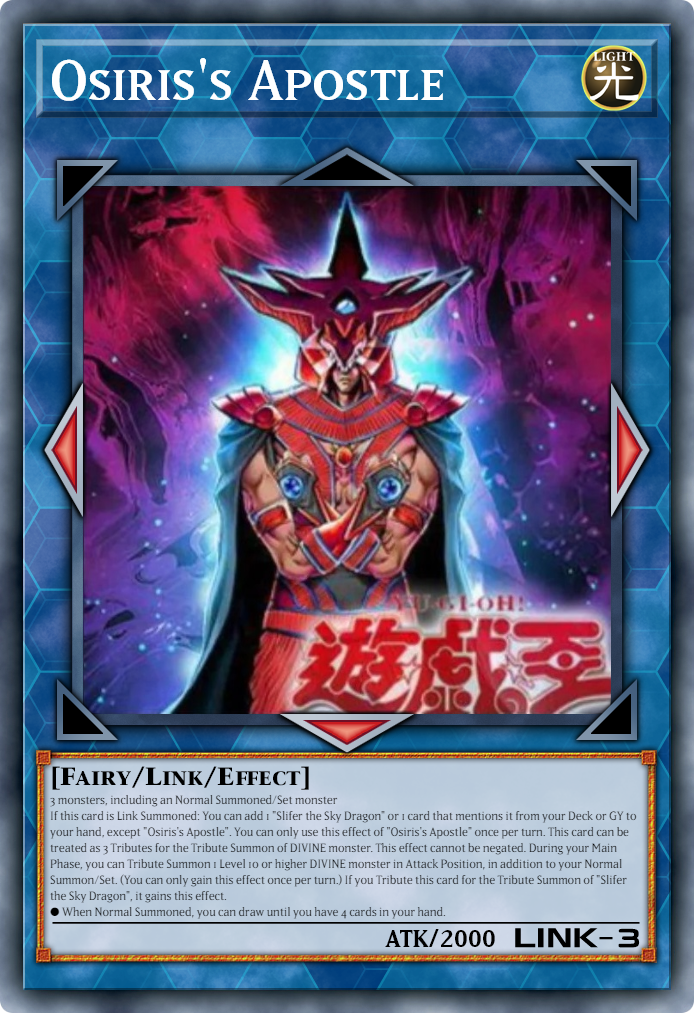 Osiris's Apostle
LIGHT
光
YU-GI-OH!
遊戯王
[Fairy/Link/Effect]
3 monsters, including an Normal Summoned/Set monster
If this card is Link Summoned: You can add 1 "Slifer the Sky Dragon" or 1 card that mentions it from your Deck or GY to
your hand, except "Osiris's Apostle". You can only use this effect of "Osiris's Apostle" once per turn. This card can be
treated as 3 Tributes for the Tribute Summon of DIVINE monster. This effect cannot be negated. During your Main
Phase, you can Tribute Summon 1 Level 10 or higher DIVINE monster in Attack Position, in addition to your Normal
Summon/Set. (You can only gain this effect once per turn.) If you Tribute this card for the Tribute Summon of "Slifer
the Sky Dragon", it gains this effect.
● When Normal Summoned, you can draw until you have 4 cards in your hand.
ATK/2000 LINK-3